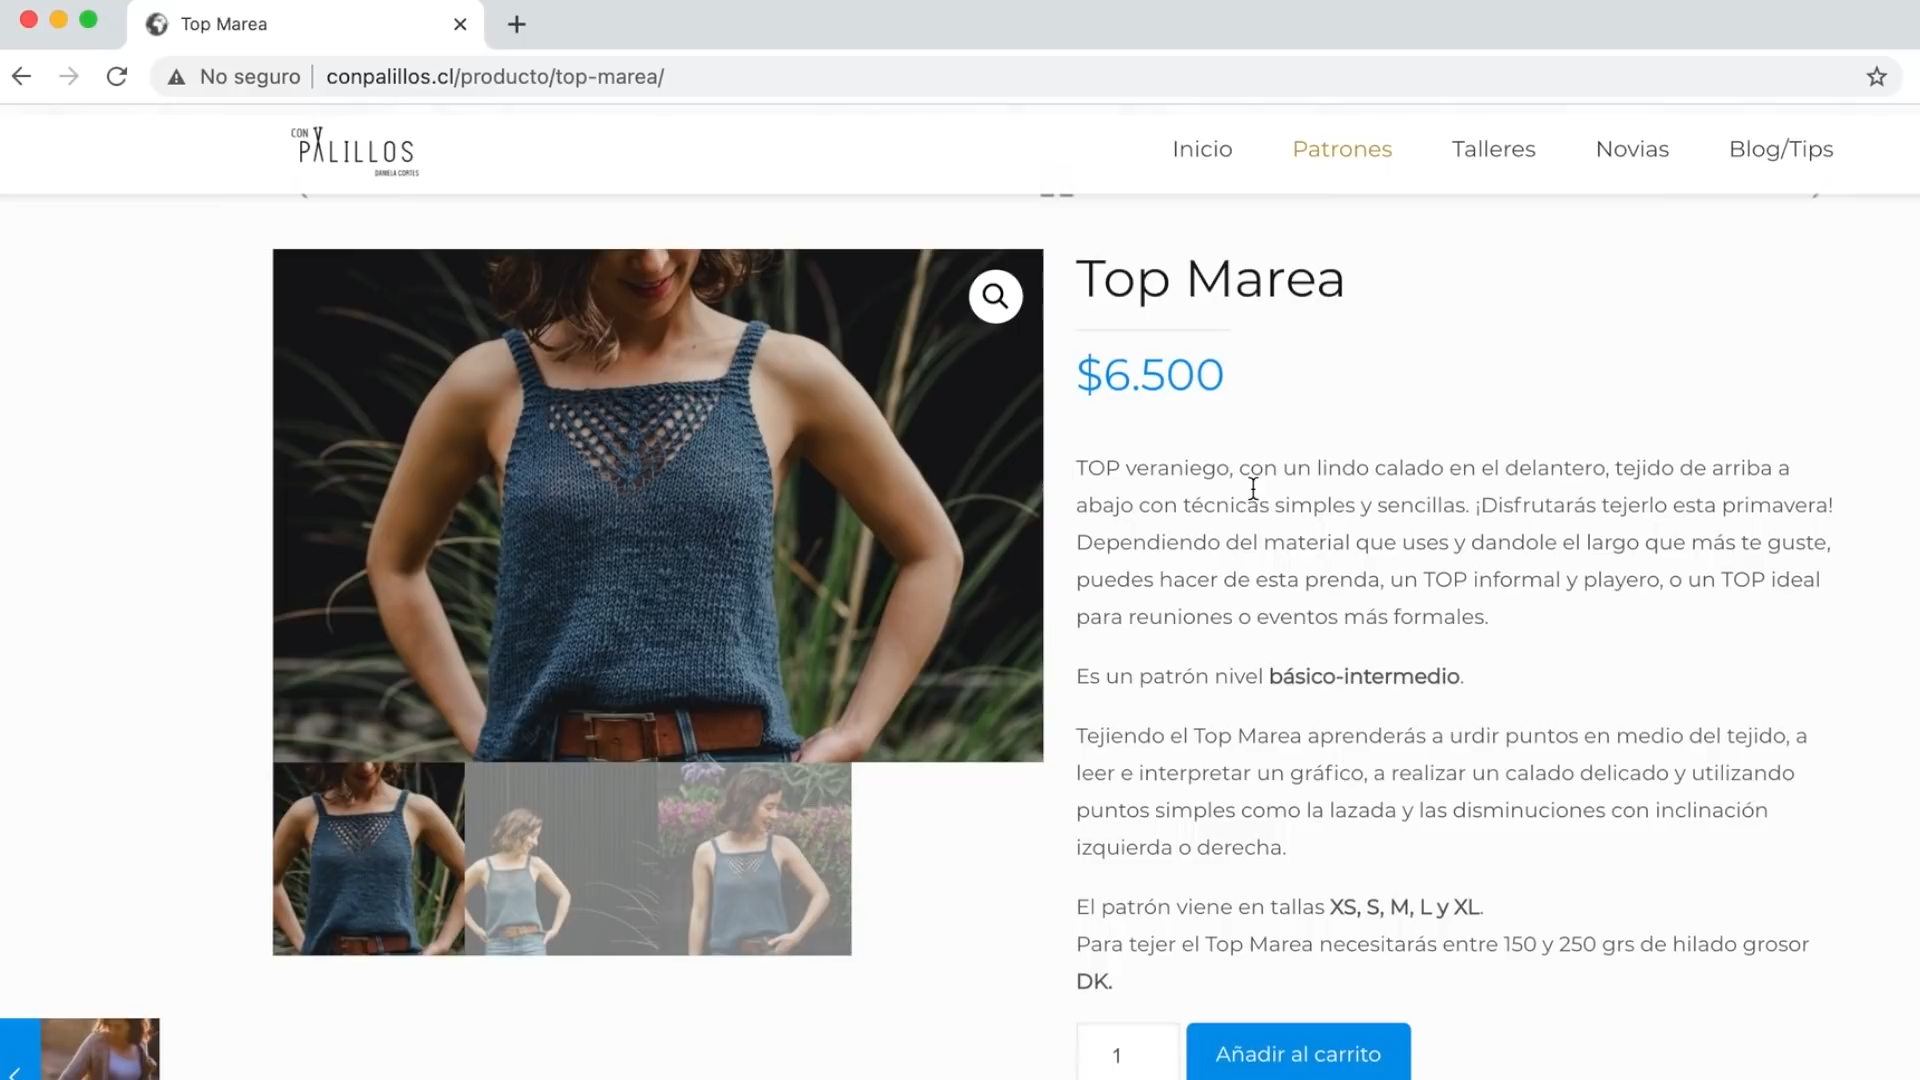 Top Marea
No seguro
conpalillos.cl/producto/top-marea/
CON
PALILLOS
DANIELA CORTES
Inicio
Patrones
Talleres
Novias
Blog/Tips
Top Marea
$6.500
TOP veraniego, con un lindo calado en el delantero, tejido de arriba a
abajo con técnicas simples y sencillas. ¡Disfrutarás tejerlo esta primavera!
Dependiendo del material que uses y dandole el largo que más te guste,
puedes hacer de esta prenda, un TOP informal y playero, o un TOP ideal
para reuniones o eventos más formales.
Es un patrón nivel básico-intermedio.
Tejiendo el Top Marea aprenderás a urdir puntos en medio del tejido, a
leer e interpretar un gráfico, a realizar un calado delicado y utilizando
puntos simples como la lazada y las disminuciones con inclinación
izquierda o derecha.
El patrón viene en tallas XS, S, M, L y XL.
Para tejer el Top Marea necesitarás entre 150 y 250 grs de hilado grosor
DK.
1
Añadir al carrito